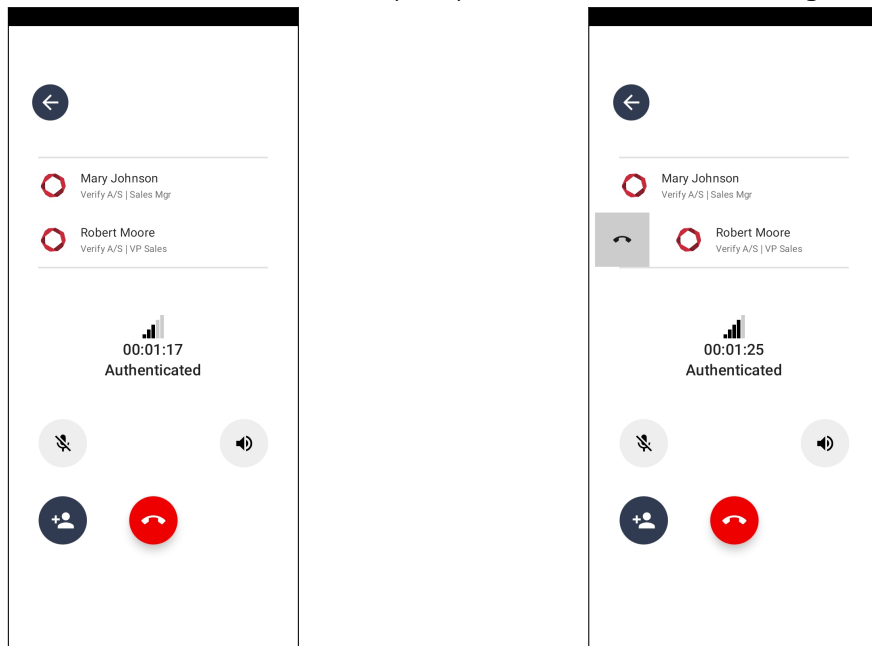 Mary Johnson
Verify A/S | Sales Mgr
Robert Moore
Verify A/S | VP Sales
00:01:17
Authenticated
Mary Johnson
Verify A/S | Sales Mgr
Robert Moore
Verify A/S | VP Sales
00:01:25
Authenticated